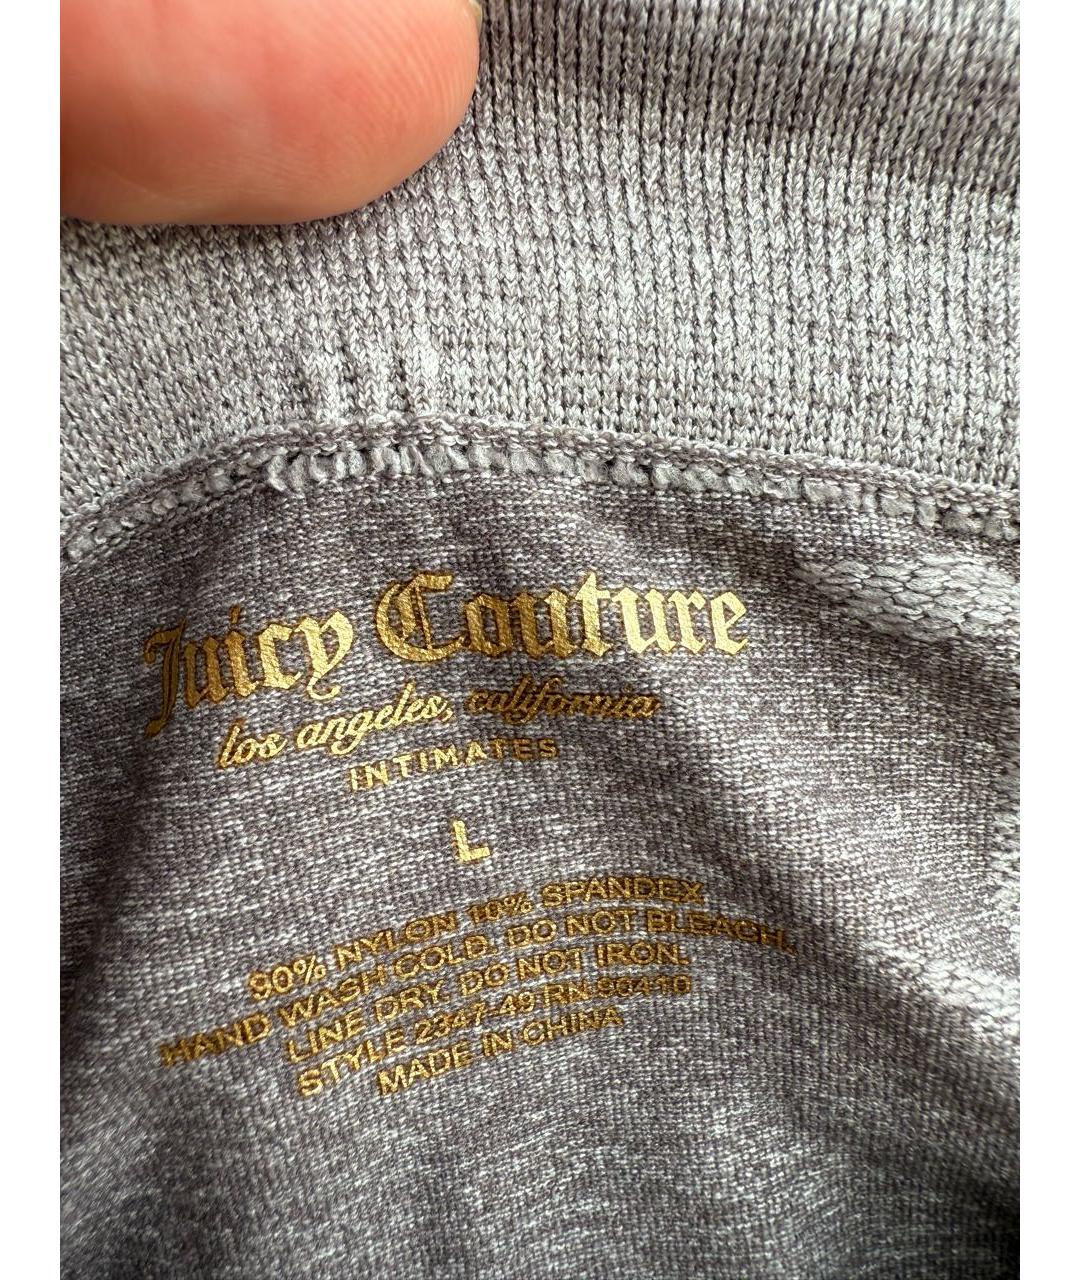 Juicy Couture
los angeles, california
INTIMATES
L
90% NYLON 10% SPANDEX
HAND WASH COLD. DO NOT BLEACH.
LINE DRY. DO NOT IRON.
STYLE 2347-49 RN 90410
MADE IN CHINA